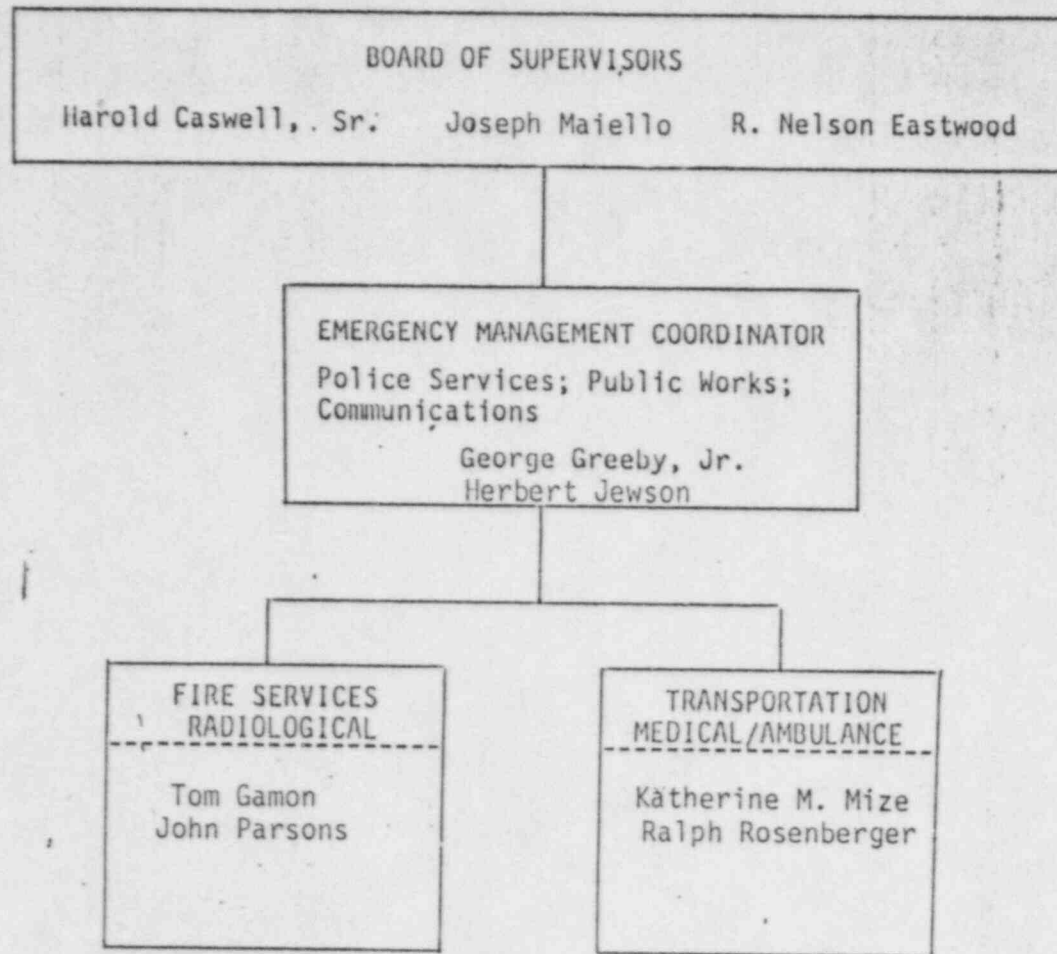 BOARD OF SUPERVISORS
Harold Caswell, Sr. Joseph Maiello R. Nelson Eastwood
EMERGENCY MANAGEMENT COORDINATOR
Police Services; Public Works;
Communications
George Greeby, Jr.
Herbert Jewson
FIRE SERVICES
RADIOLOGICAL
Tom Gamon
John Parsons
TRANSPORTATION
MEDICAL/AMBULANCE
Katherine M. Mize
Ralph Rosenberger